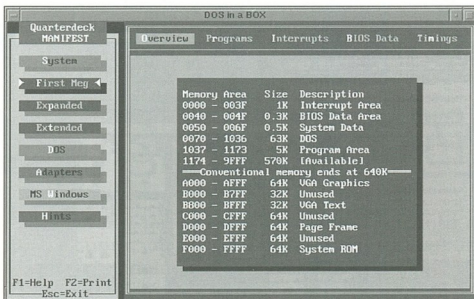 DOS in a BOX
Quarterdeck
MANIFEST
Overview Programs Interrupts BIOS Data Timings
System
First Meg
Expanded
Extended
DOS
Adapters
MS Windows
Hints
F1=Help F2=Print
Esc=Exit
Memory Area Size Description
0000 - 003F 1K Interrupt Area
0040 - 004F 0.3K BIOS Data Area
0050 - 006F 0.5K System Data
0070 - 1036 63K DOS
1037 - 1173 5K Program Area
1174 - 9FFF 570K [Available]
Conventional memory ends at 640K
A000 - AFFF 64K VGA Graphics
B000 - B7FF 32K Unused
B800 - BFFF 32K VGA Text
C000 - CFFF 64K Unused
D000 - DFFF 64K Page Frame
E000 - EFFF 64K Unused
F000 - FFFF 64K System ROM